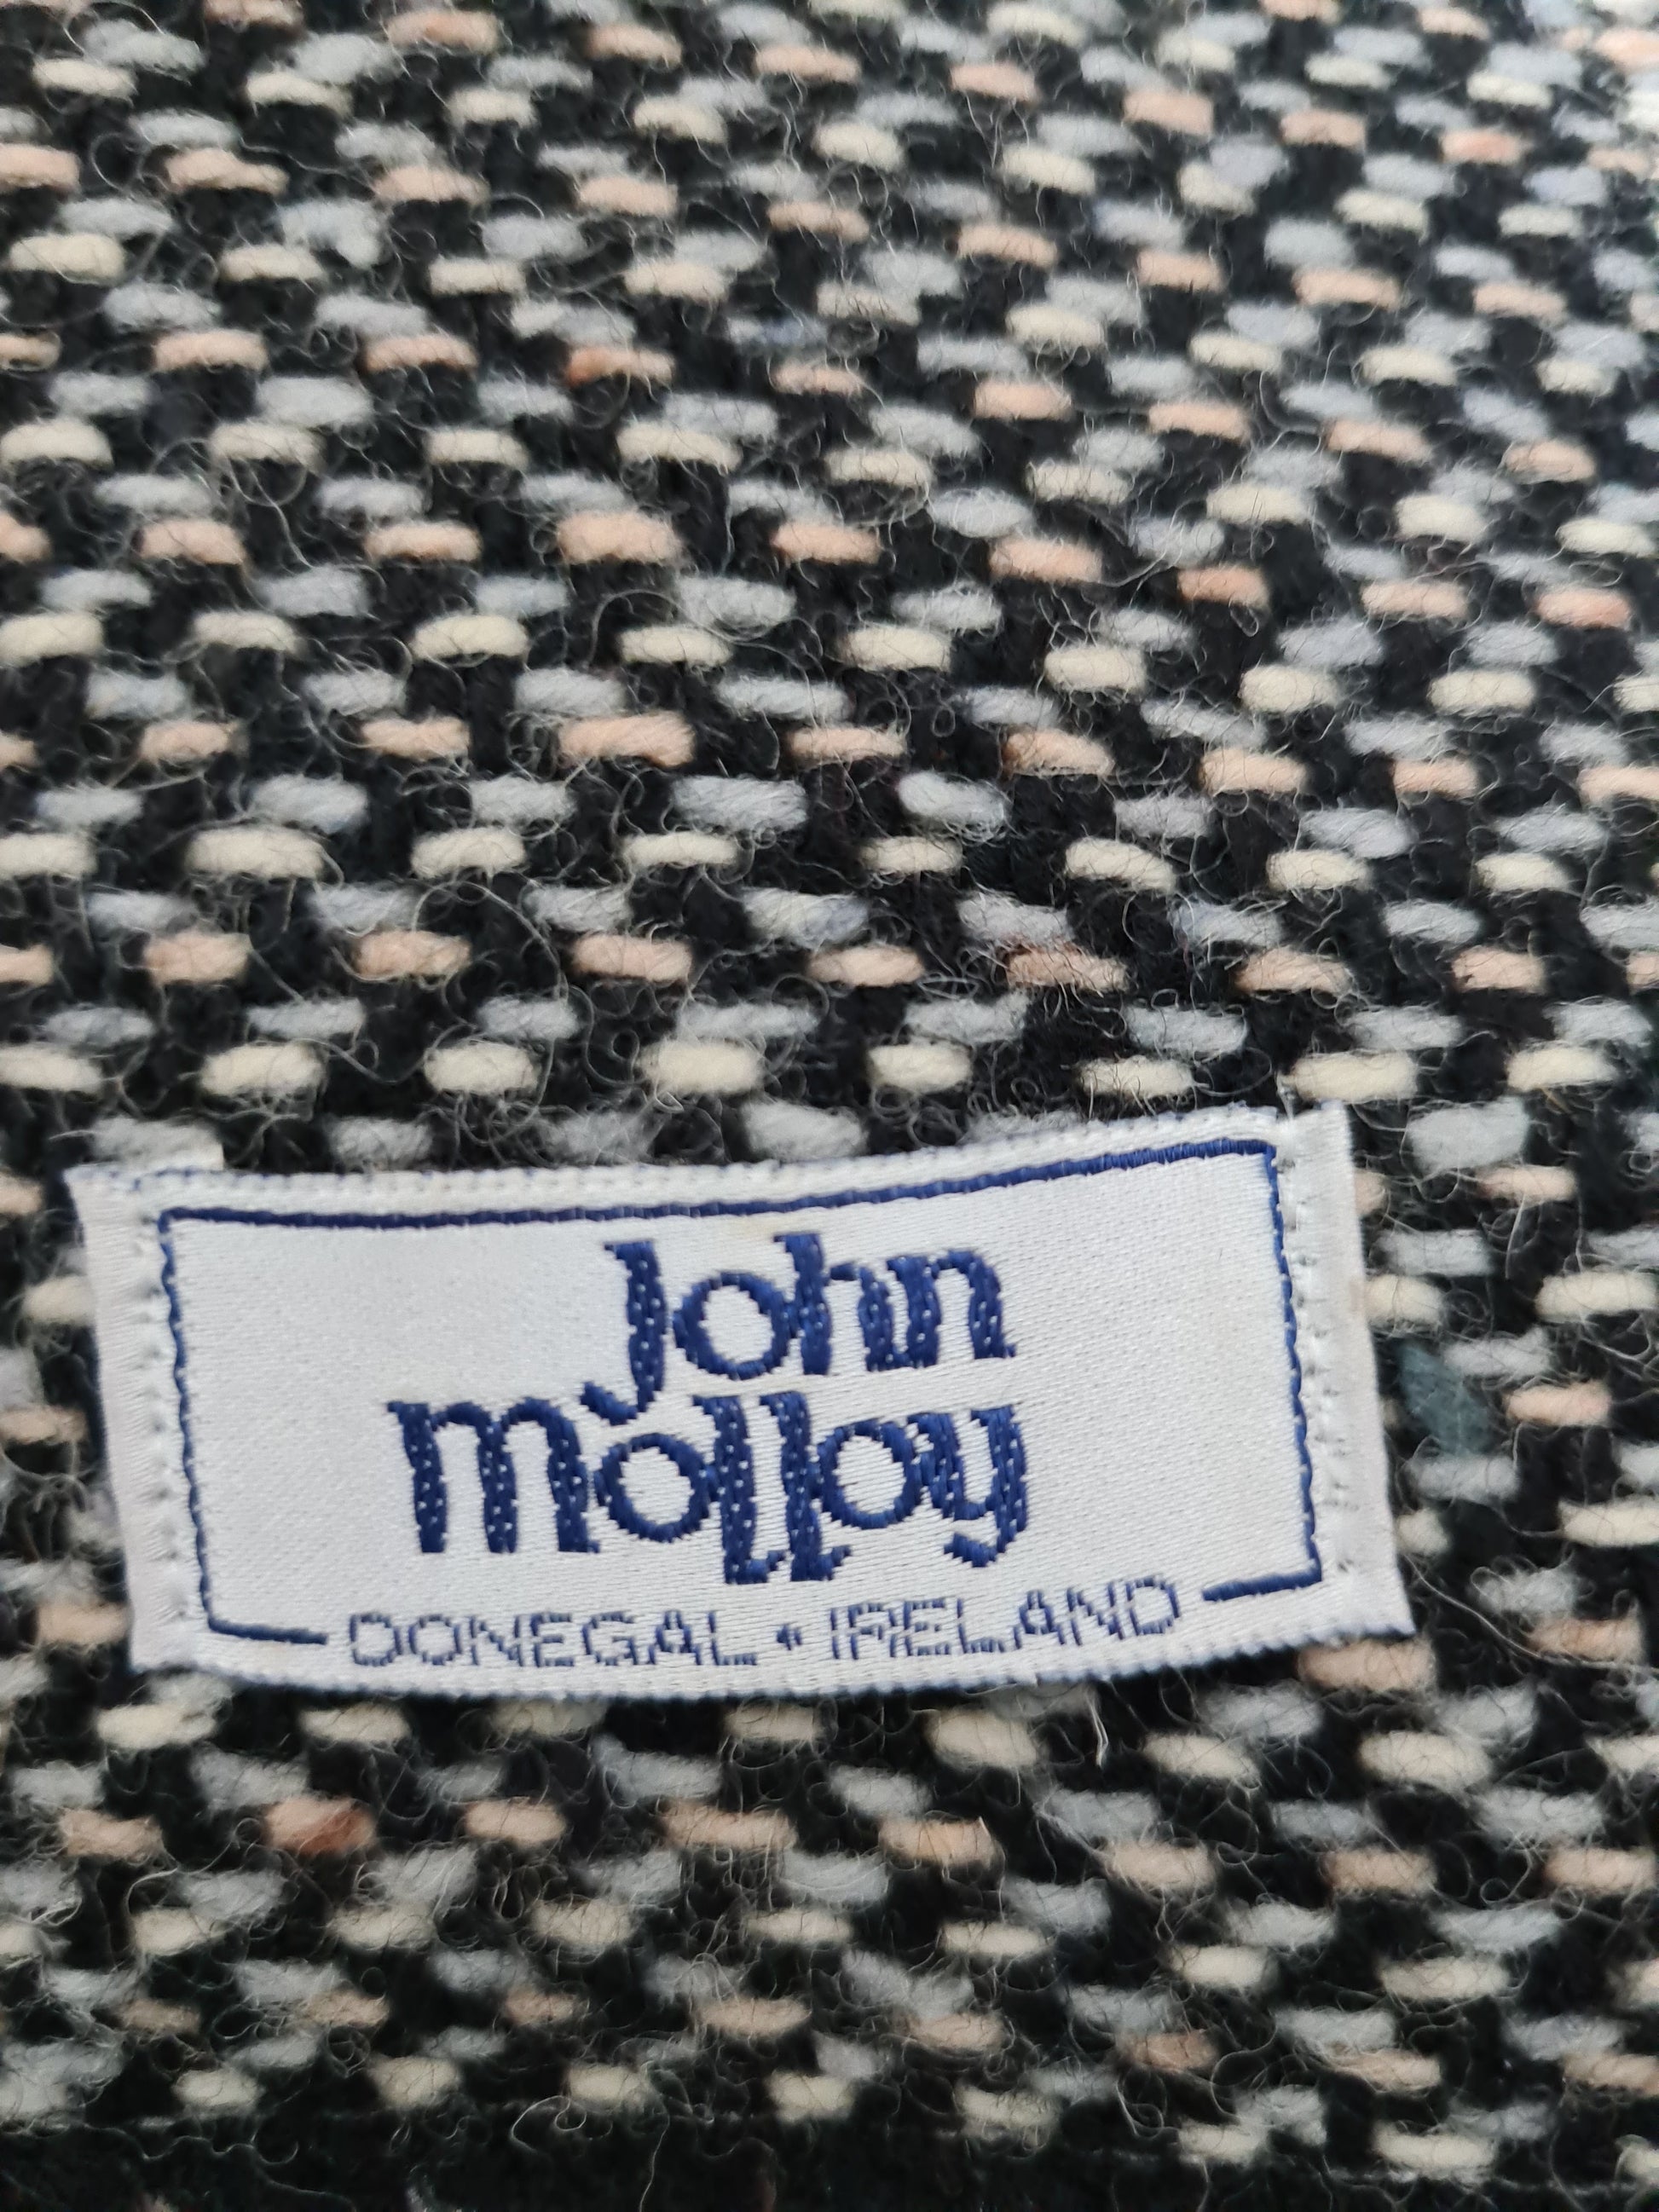 John
molloy
DONEGAL • IRELAND